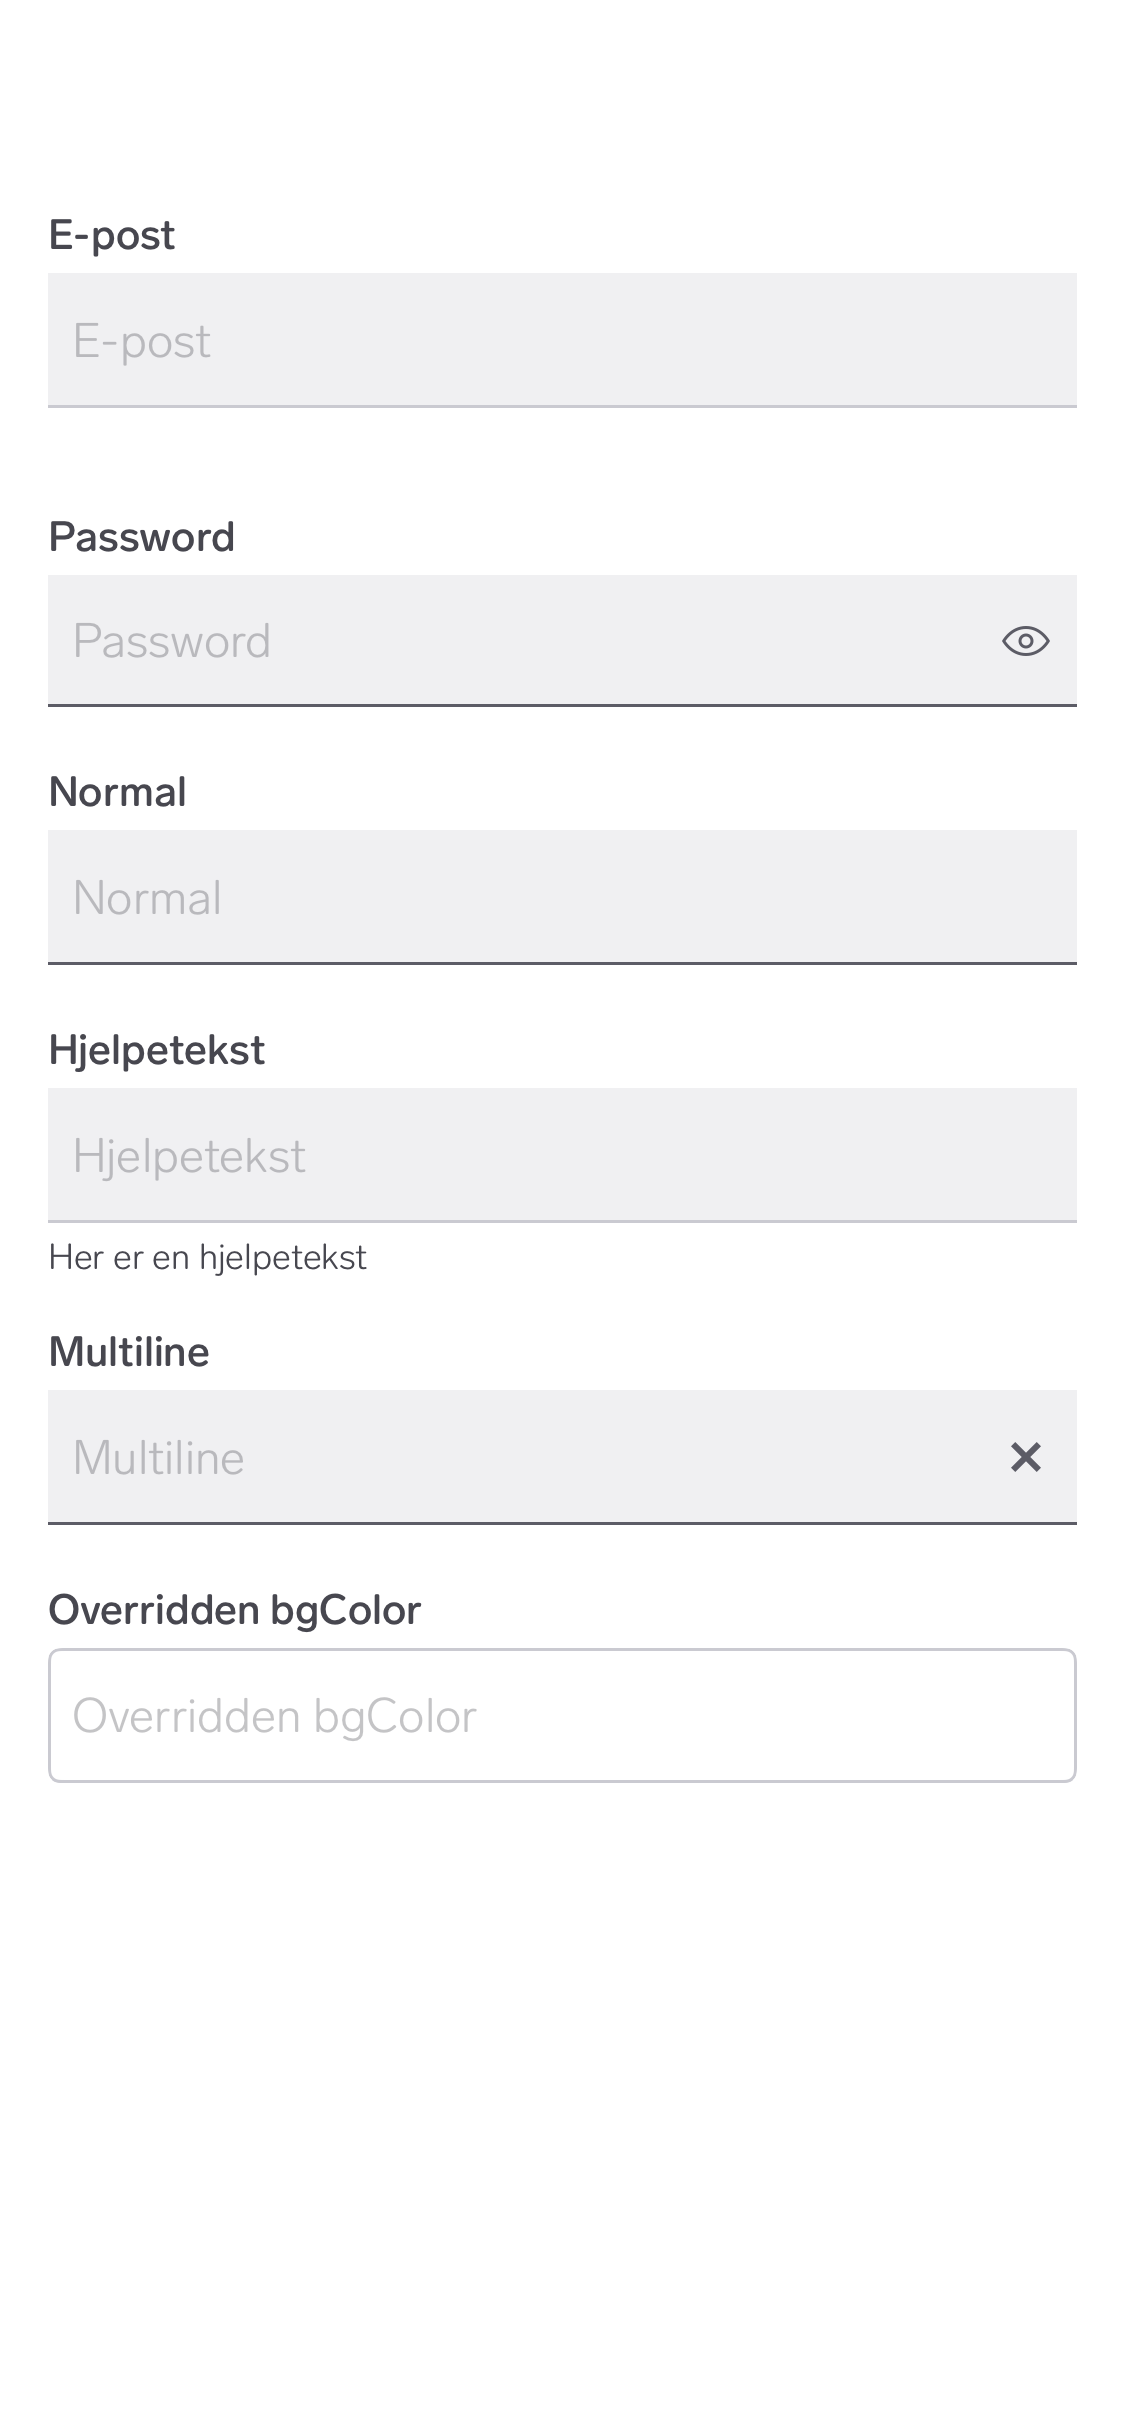 E-post
E-post
Password
Password
Normal
Normal
Hjelpetekst
Hjelpetekst
Her er en hjelpetekst
Multiline
Multiline
Overridden bgColor
Overridden bgColor